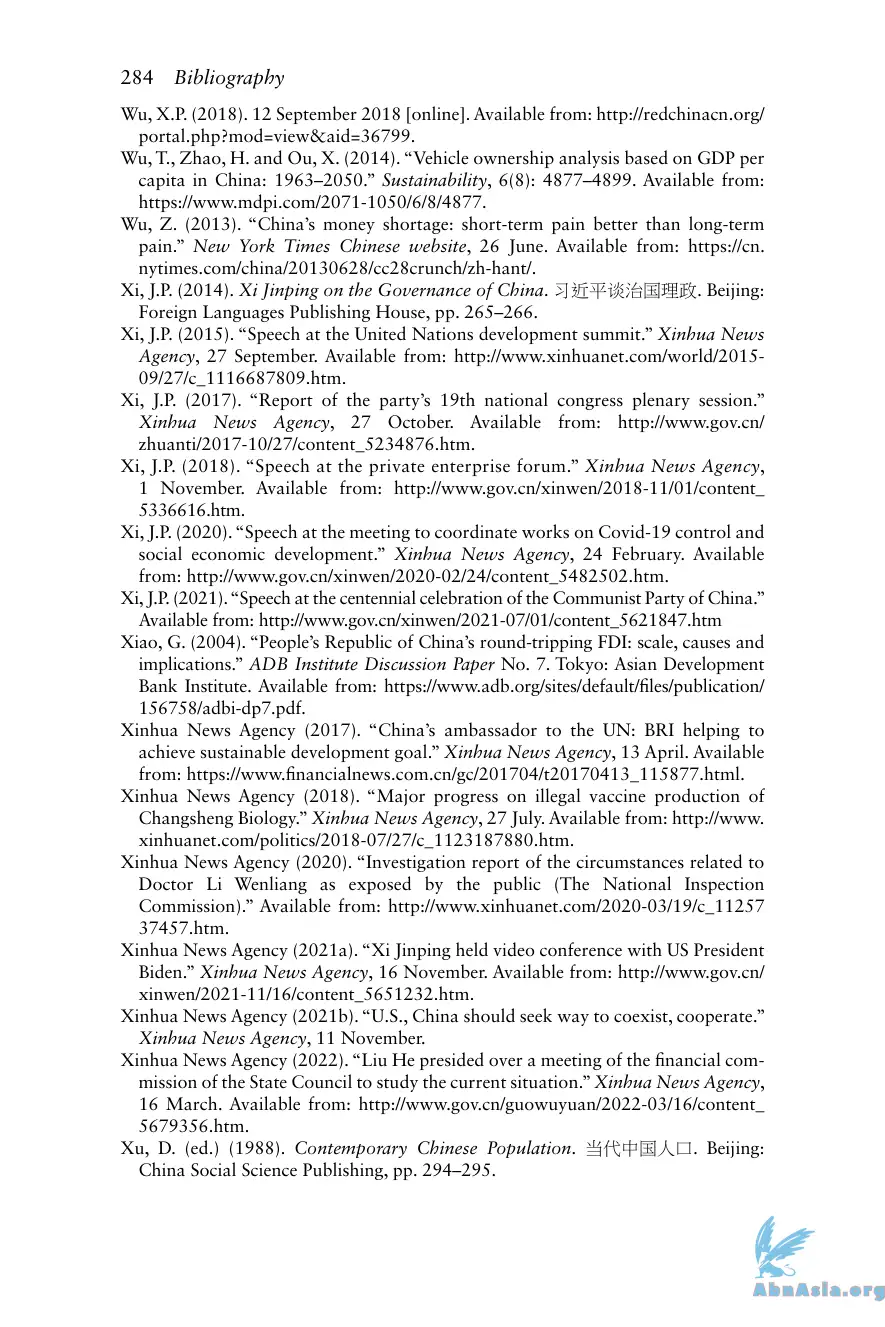 284 Bibliography
Wu, X.P. (2018). 12 September 2018 [online]. Available from: http://redchinacn.org/
portal.php?mod=view&aid=36799.
Wu, T., Zhao, H. and Ou, X. (2014). “Vehicle ownership analysis based on GDP per
capita in China: 1963–2050.” Sustainability, 6(8): 4877–4899. Available from:
https://www.mdpi.com/2071-1050/6/8/4877.
Wu, Z. (2013). “China’s money shortage: short-term pain better than long-term
pain.” New York Times Chinese website, 26 June. Available from: https://cn.
nytimes.com/china/20130628/cc28crunch/zh-hant/.
Xi, J.P. (2014). Xi Jinping on the Governance of China. 习近平谈治国理政. Beijing:
Foreign Languages Publishing House, pp. 265–266.
Xi, J.P. (2015). “Speech at the United Nations development summit.” Xinhua News
Agency, 27 September. Available from: http://www.xinhuanet.com/world/2015-
09/27/c_1116687809.htm.
Xi, J.P. (2017). “Report of the party’s 19th national congress plenary session.”
Xinhua News Agency, 27 October. Available from: http://www.gov.cn/
zhuanti/2017-10/27/content_5234876.htm.
Xi, J.P. (2018). “Speech at the private enterprise forum.” Xinhua News Agency,
1 November. Available from: http://www.gov.cn/xinwen/2018-11/01/content_
5336616.htm.
Xi, J.P. (2020). “Speech at the meeting to coordinate works on Covid-19 control and
social economic development.” Xinhua News Agency, 24 February. Available
from: http://www.gov.cn/xinwen/2020-02/24/content_5482502.htm.
Xi, J.P. (2021). “Speech at the centennial celebration of the Communist Party of China.”
Available from: http://www.gov.cn/xinwen/2021-07/01/content_5621847.htm
Xiao, G. (2004). “People’s Republic of China’s round-tripping FDI: scale, causes and
implications.” ADB Institute Discussion Paper No. 7. Tokyo: Asian Development
Bank Institute. Available from: https://www.adb.org/sites/default/files/publication/
156758/adbi-dp7.pdf.
Xinhua News Agency (2017). “China’s ambassador to the UN: BRI helping to
achieve sustainable development goal.” Xinhua News Agency, 13 April. Available
from: https://www.financialnews.com.cn/gc/201704/t20170413_115877.html.
Xinhua News Agency (2018). “Major progress on illegal vaccine production of
Changsheng Biology.” Xinhua News Agency, 27 July. Available from: http://www.
xinhuanet.com/politics/2018-07/27/c_1123187880.htm.
Xinhua News Agency (2020). “Investigation report of the circumstances related to
Doctor Li Wenliang as exposed by the public (The National Inspection
Commission).” Available from: http://www.xinhuanet.com/2020-03/19/c_11257
37457.htm.
Xinhua News Agency (2021a). “Xi Jinping held video conference with US President
Biden.” Xinhua News Agency, 16 November. Available from: http://www.gov.cn/
xinwen/2021-11/16/content_5651232.htm.
Xinhua News Agency (2021b). “U.S., China should seek way to coexist, cooperate.”
Xinhua News Agency, 11 November.
Xinhua News Agency (2022). “Liu He presided over a meeting of the financial com-
mission of the State Council to study the current situation.” Xinhua News Agency,
16 March. Available from: http://www.gov.cn/guowuyuan/2022-03/16/content_
5679356.htm.
Xu, D. (ed.) (1988). Contemporary Chinese Population. 当代中国人口. Beijing:
China Social Science Publishing, pp. 294–295.
AbnAsia.org